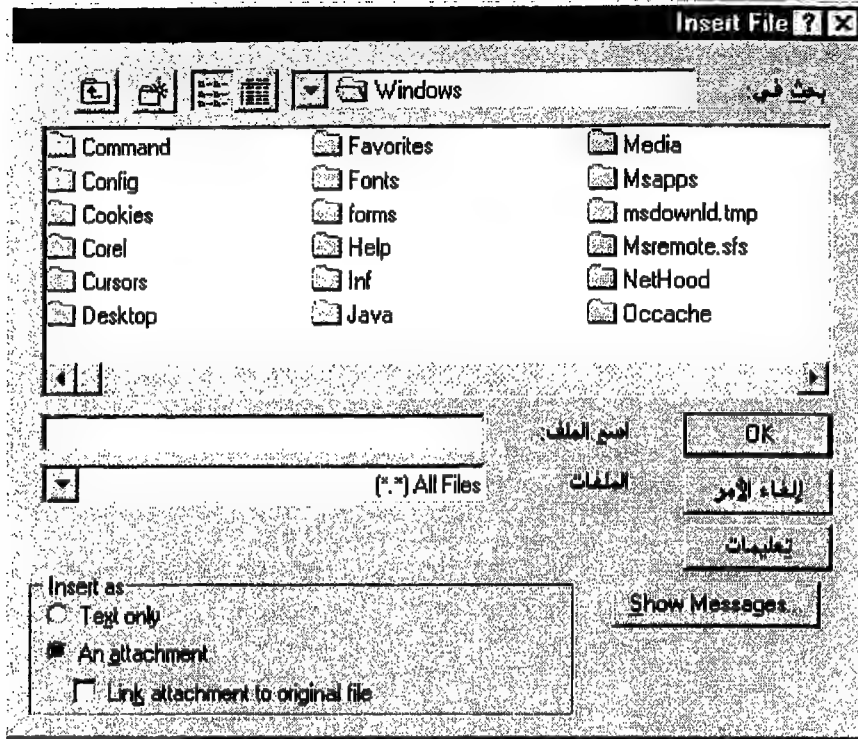 Insert File
بحث في:
Windows
Command
Config
Cookies
Corel
Cursors
Desktop
Favorites
Fonts
forms
Help
Inf
Java
Media
Msapps
msdownld.tmp
Msremote.sfs
NetHood
Occache
اسم الملف:
OK
الملفات
(*.*) All Files
إلغاء الأمر
تعليمات
Insert as
Text only
An attachment
Link attachment to original file
Show Messages...